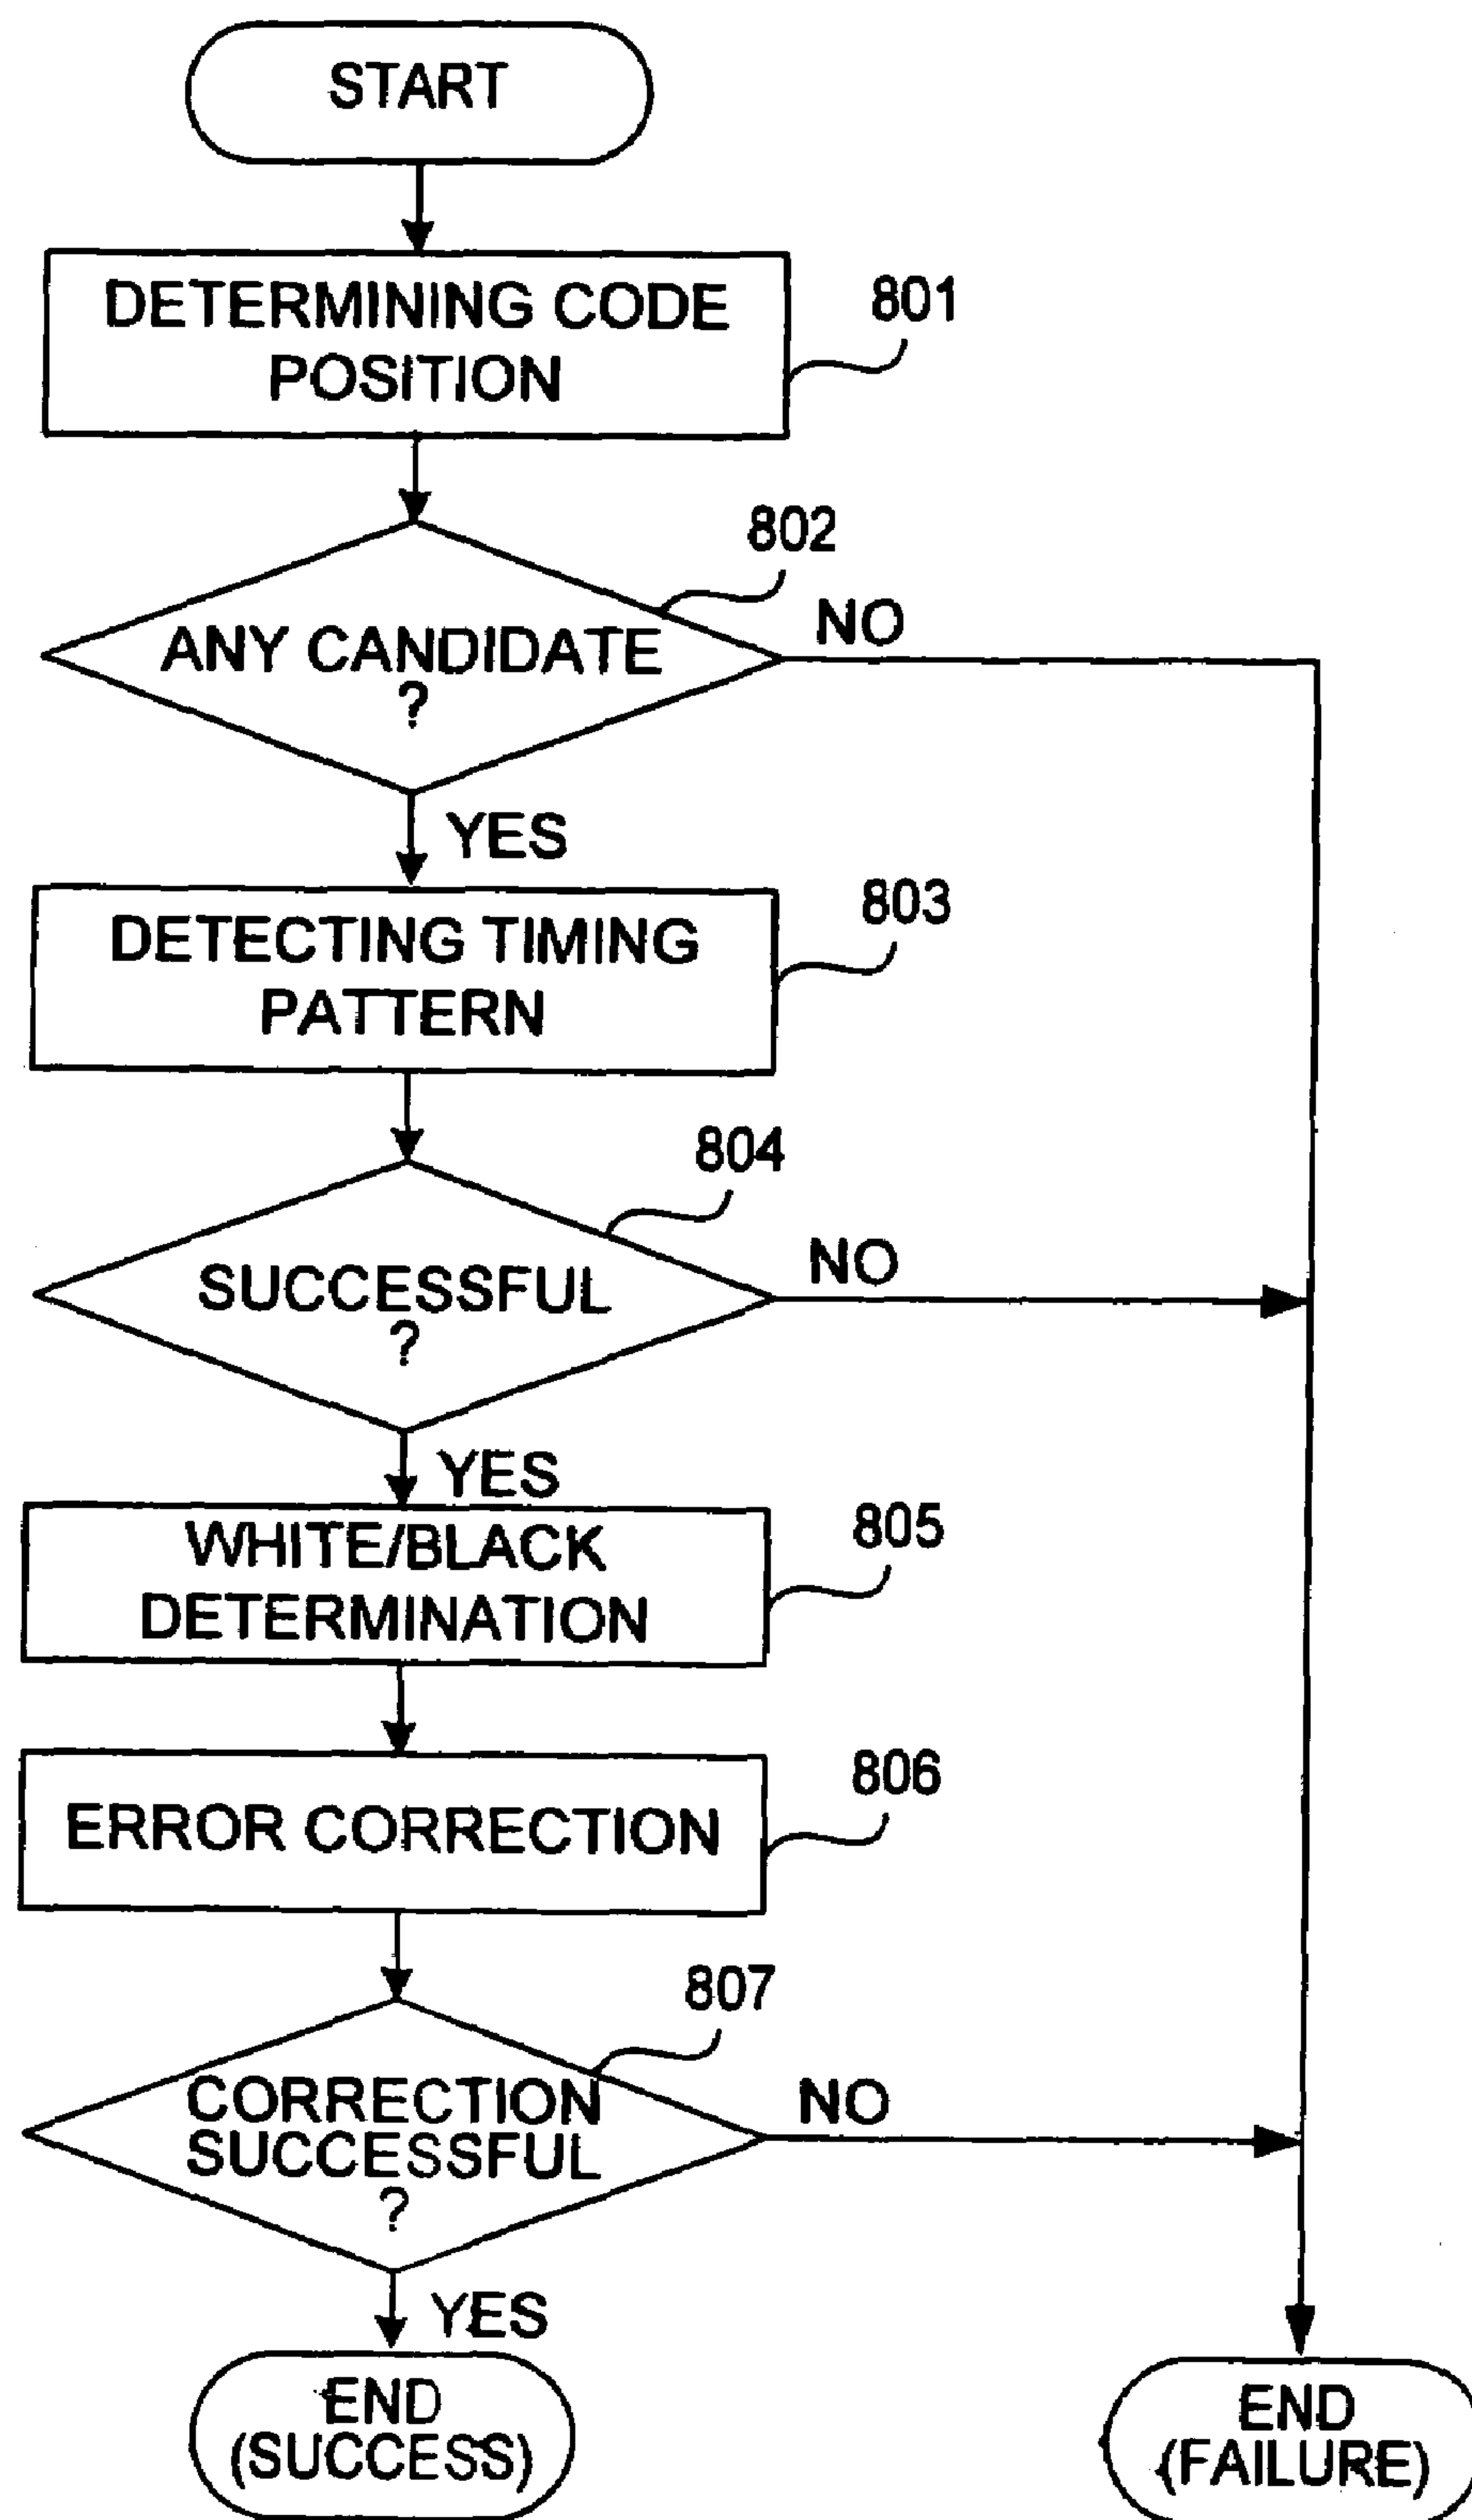 START
DETERMINING CODE
POSITION
801
802
ANY CANDIDATE
?
NO
YES
DETECTING TIMING
PATTERN
803
804
SUCCESSFUL
?
NO
YES
WHITE/BLACK
DETERMINATION
805
ERROR CORRECTION
806
807
CORRECTION
SUCCESSFUL
?
NO
YES
END
(SUCCESS)
END
(FAILURE)